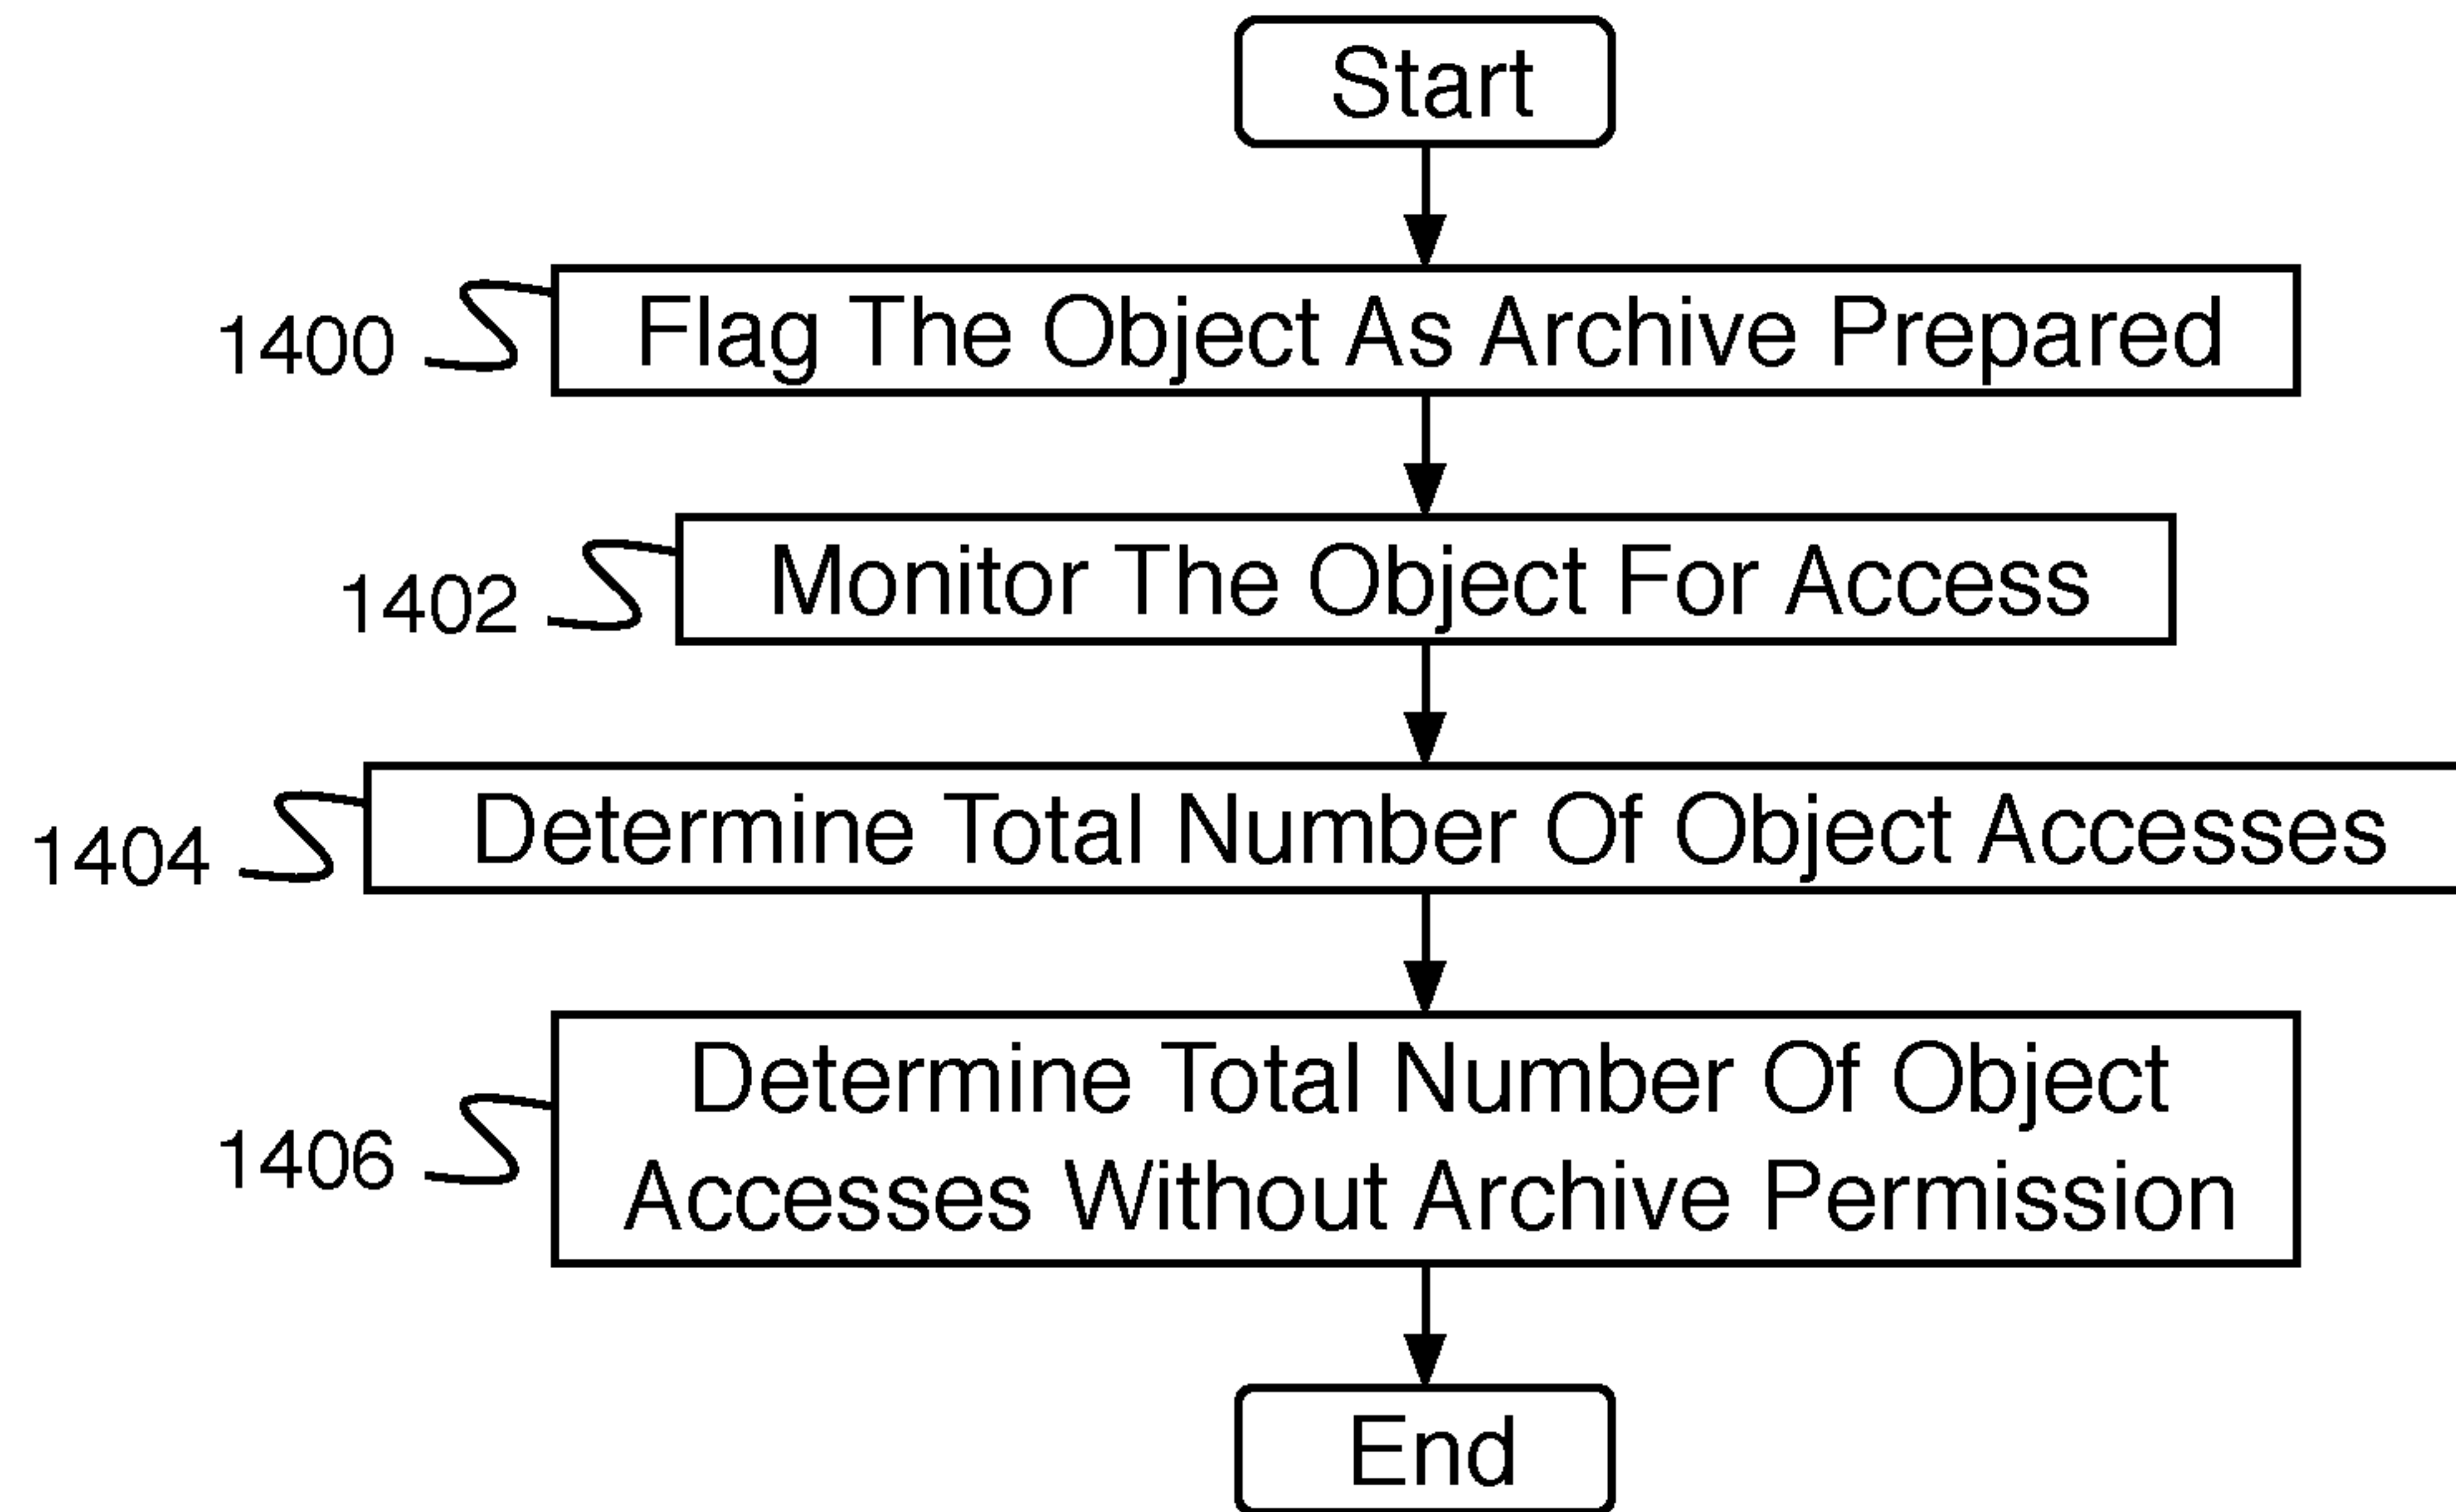 Start
1400
Flag The Object As Archive Prepared
1402
Monitor The Object For Access
1404
Determine Total Number Of Object Accesses
1406
Determine Total Number Of Object
Accesses Without Archive Permission
End